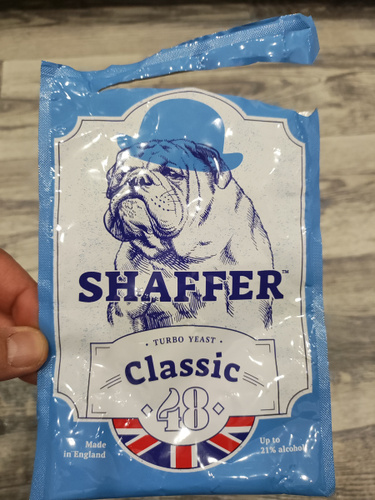 SHAFFER™
· TURBO YEAST ·
Classic
48
Made
in England
Up to
21% alcohol